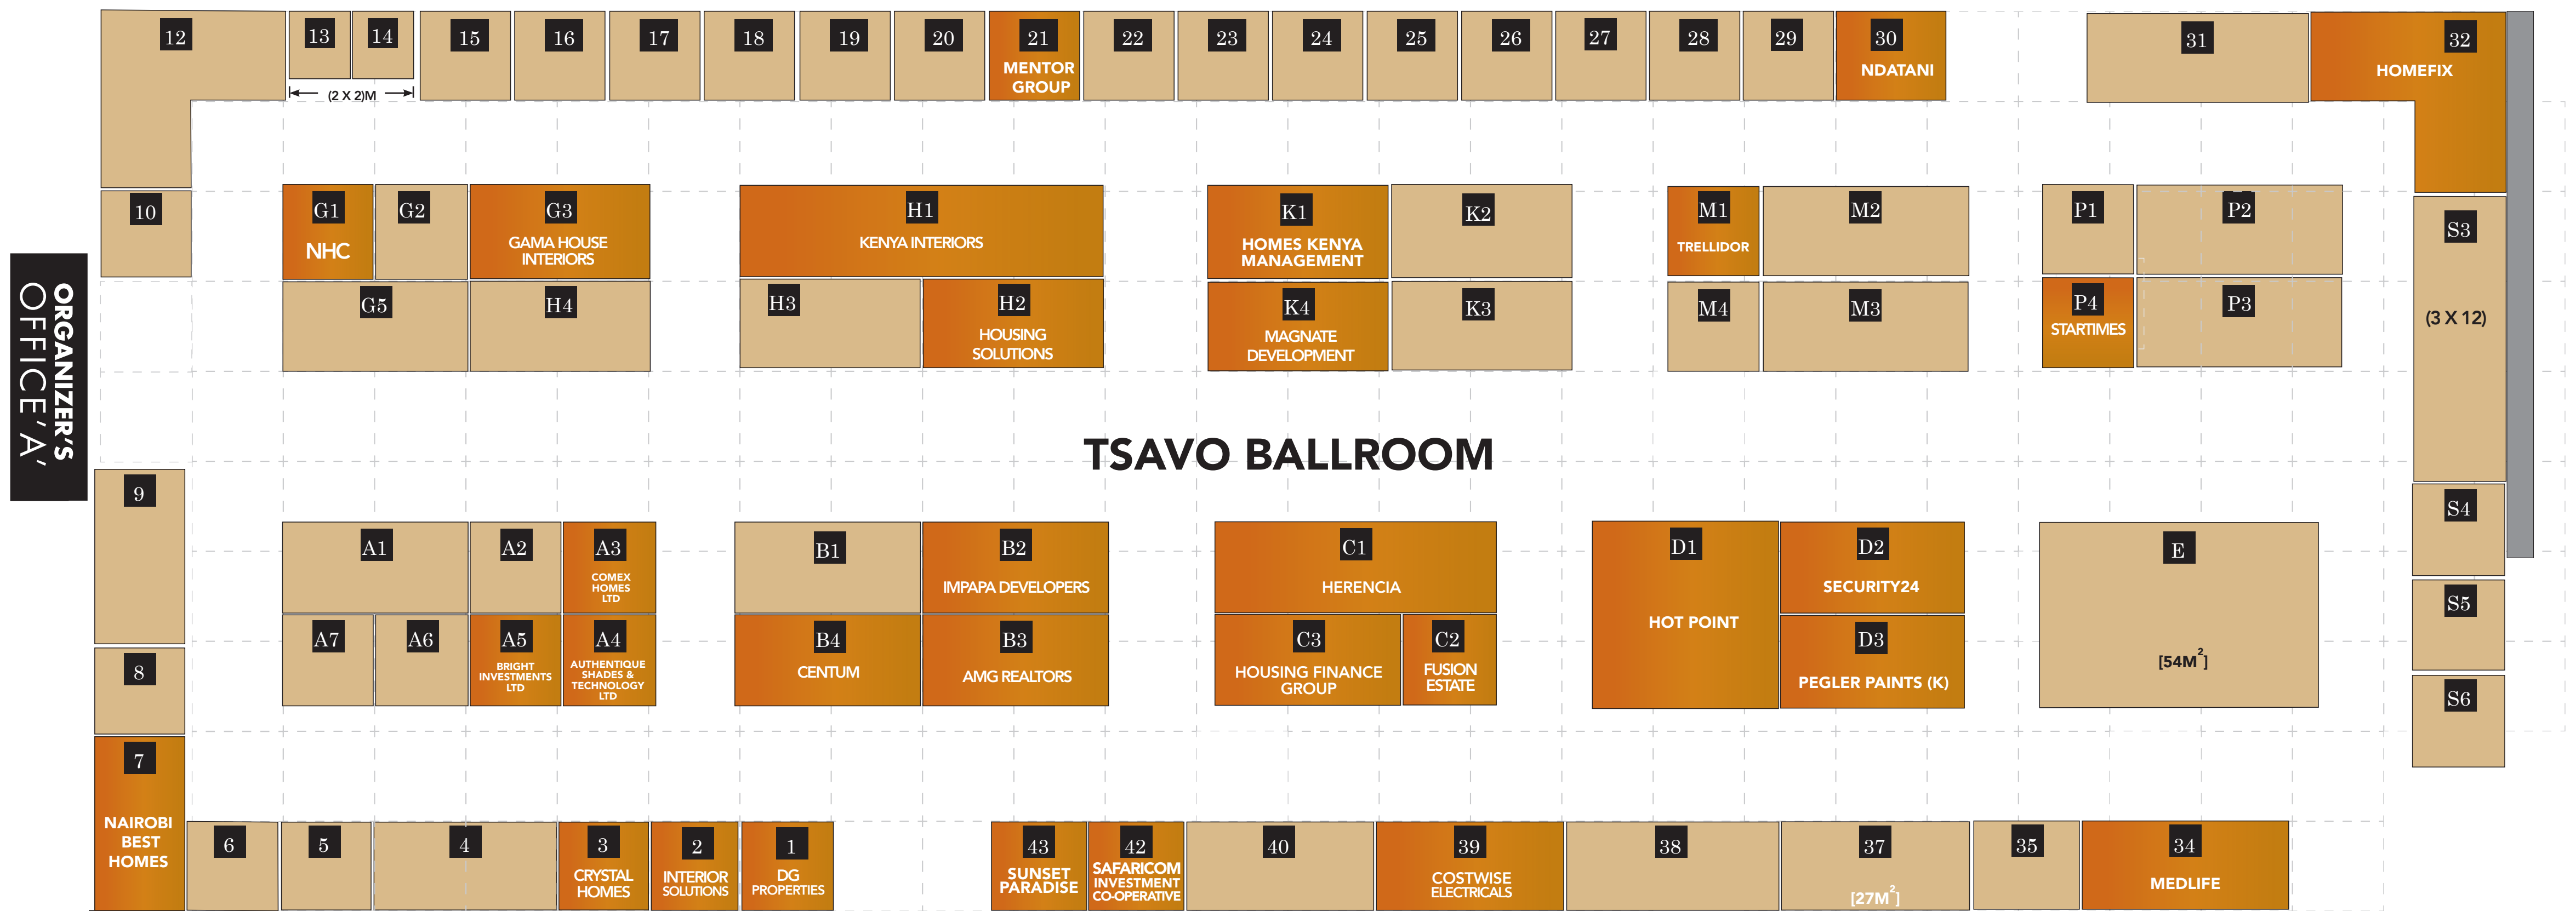 12
13
14
15
16
17
18
19
20
21
MENTOR
GROUP
22
23
24
25
26
27
28
29
30
NDATANI
31
32
HOMEFIX
(2 X 2)M
10
G1
NHC
G2
G3
GAMA HOUSE
INTERIORS
H1
KENYA INTERIORS
K1
HOMES KENYA
MANAGEMENT
K2
M1
TRELLIDOR
M2
P1
P2
S3
(3 X 12)
G5
H4
H3
H2
HOUSING
SOLUTIONS
K4
MAGNATE
DEVELOPMENT
K3
M4
M3
P4
STARTIMES
P3
ORGANIZER'S
OFFICE'A'
TSAVO BALLROOM
9
A1
A2
A3
COMEX
HOMES
LTD
B1
B2
IMPAPA DEVELOPERS
C1
HERENCIA
D1
HOT POINT
D2
SECURITY24
E
[54M²]
S4
S5
A7
A6
A5
BRIGHT
INVESTMENTS
LTD
A4
AUTHENTIQUE
SHADES &
TECHNOLOGY
LTD
B4
CENTUM
B3
AMG REALTORS
C3
HOUSING FINANCE
GROUP
C2
FUSION
ESTATE
D3
PEGLER PAINTS (K)
S6
8
7
NAIROBI
BEST
HOMES
6
5
4
3
CRYSTAL
HOMES
2
INTERIOR
SOLUTIONS
1
DG
PROPERTIES
43
SUNSET
PARADISE
42
SAFARICOM
INVESTMENT
CO-OPERATIVE
40
39
COSTWISE
ELECTRICALS
38
37
[27M²]
35
34
MEDLIFE